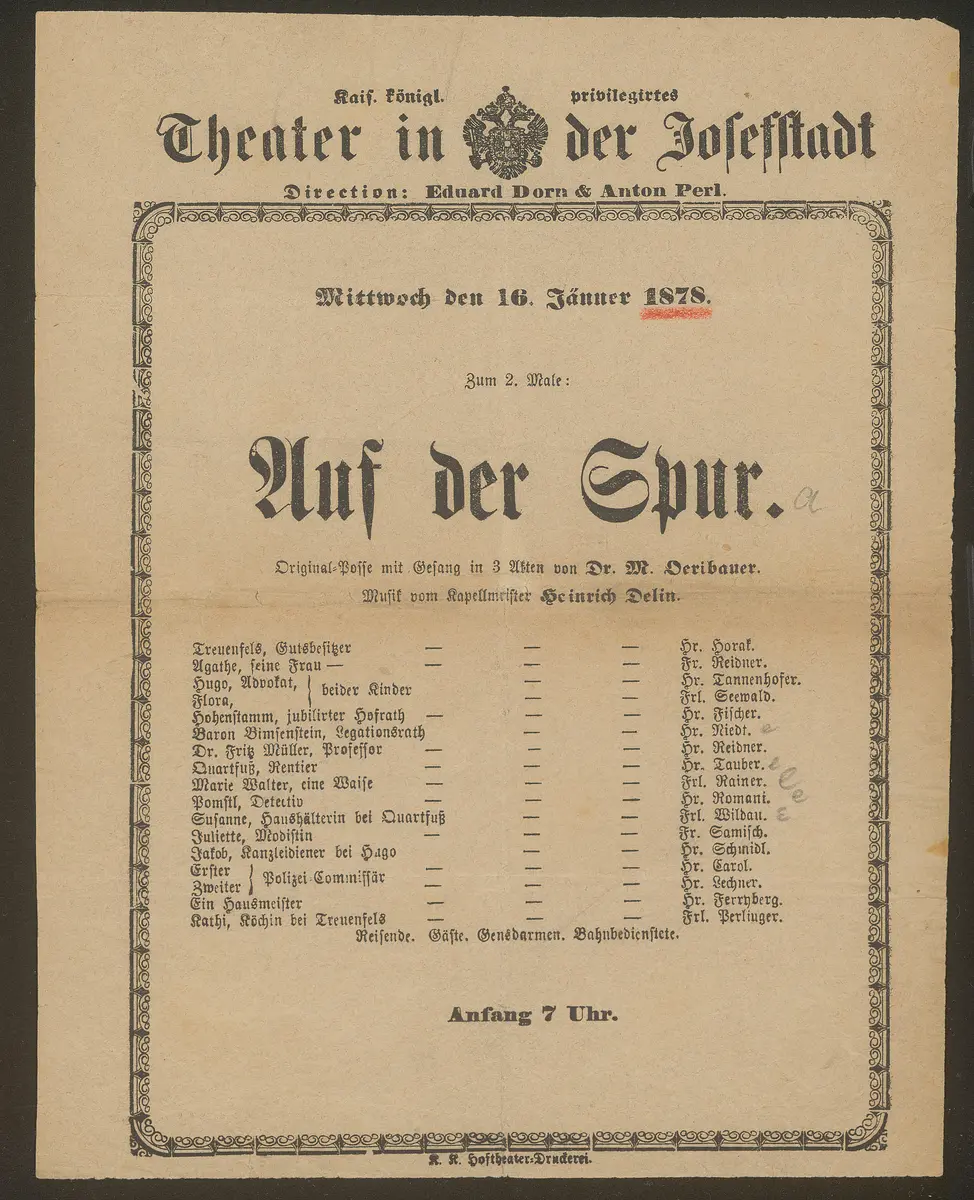 Kais. königl. privilegirtes
Theater in der Josefstadt
Direction: Eduard Dorn & Anton Perl.
Mittwoch den 16. Jänner 1878.
Zum 2. Male:
Auf der Spur. a
Original-Posse mit Gesang in 3 Akten von Dr. M. Deribauer.
Musik vom Kapellmeister Heinrich Delin.
Treuenfels, Gutsbesitzer — — — Hr. Horak.
Agathe, seine Frau — — — — Fr. Reidner.
Hugo, Advokat, } beider Kinder — — Hr. Tannenhofer.
Flora, — — Frl. Seewald.
Hohenstamm, jubilirter Hofrath — — — Hr. Fischer.
Baron Bimsenstein, Legationsrath — — Hr. Riedt.
Dr. Fritz Müller, Professor — — — Hr. Reidner.
Quartfuß, Rentier — — — Hr. Tauber.
Marie Walter, eine Waise — — — Frl. Rainer.
Pomstl, Detectiv — — — Hr. Romani.
Susanne, Haushälterin bei Quartfuß — — Frl. Wildau.
Juliette, Modistin — — — Fr. Samisch.
Jakob, Kanzleidiener bei Hugo — — Hr. Schmidl.
Erster } Polizei-Commissär — — Hr. Carol.
Zweiter — — — Hr. Lechner.
Ein Hausmeister — — — Hr. Ferryberg.
Kathi, Köchin bei Treuenfels — — — Frl. Perlinger.
Reisende. Gäste. Gensdarmen. Bahnbedienstete.
Anfang 7 Uhr.
K. K. Hoftheater-Druckerei.